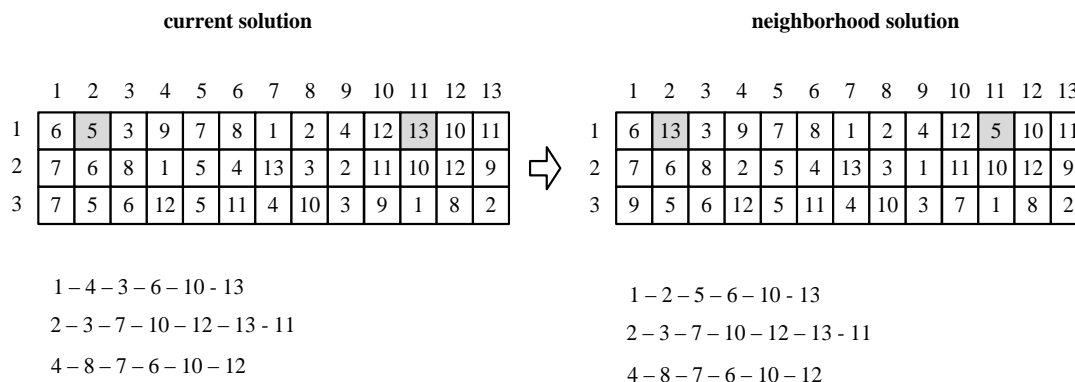 current solution neighborhood solution
1 2 3 4 5 6 7 8 9 10 11 12 13 1 2 3 4 5 6 7 8 9 10 11 12 13
1 6 5 3 9 7 8 1 2 4 12 13 10 11 1 6 13 3 9 7 8 1 2 4 12 5 10 11
2 7 6 8 1 5 4 13 3 2 11 10 12 9 2 7 6 8 2 5 4 13 3 1 11 10 12 9
3 7 5 6 12 5 11 4 10 3 9 1 8 2 3 9 5 6 12 5 11 4 10 3 7 1 8 2
1 – 4 – 3 – 6 – 10 - 13
2 – 3 – 7 – 10 – 12 – 13 - 11
4 – 8 – 7 – 6 – 10 – 12
1 – 2 – 5 – 6 – 10 - 13
2 – 3 – 7 – 10 – 12 – 13 - 11
4 – 8 – 7 – 6 – 10 – 12